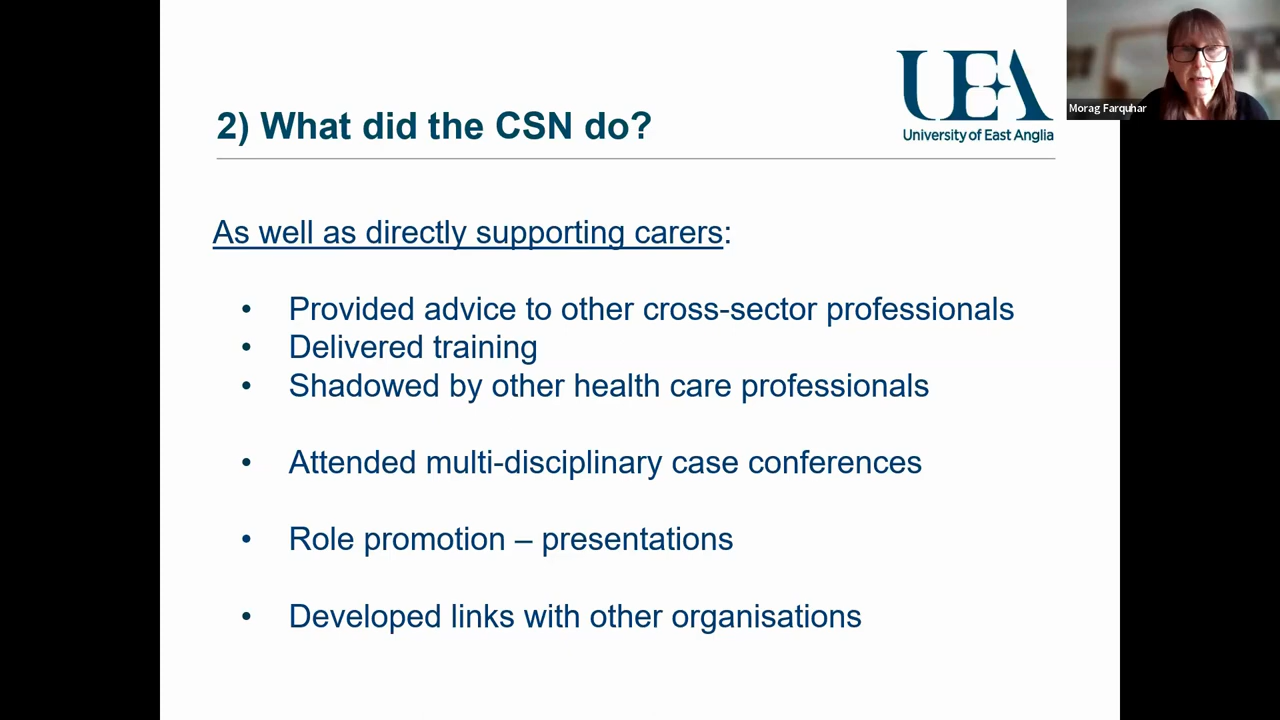 2) What did the CSN do?
UEA
University of East Anglia
Morag Farquhar
As well as directly supporting carers:
• Provided advice to other cross-sector professionals
• Delivered training
• Shadowed by other health care professionals
• Attended multi-disciplinary case conferences
• Role promotion – presentations
• Developed links with other organisations